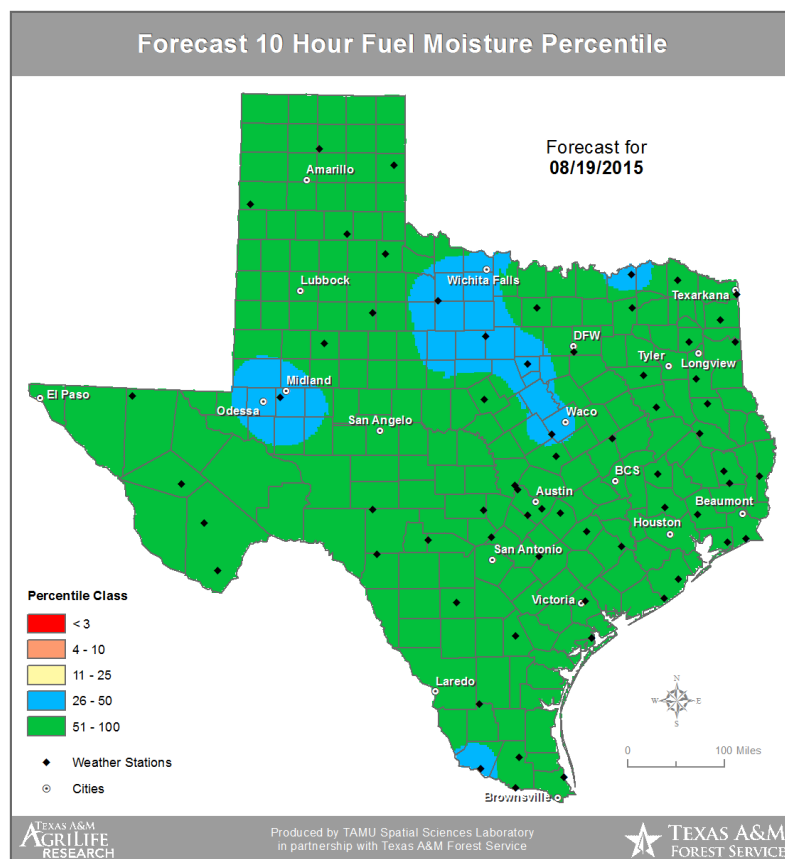 Forecast 10 Hour Fuel Moisture Percentile
Forecast for
08/19/2015
Amarillo
Wichita Falls
Lubbock
Texarkana
DFW
Tyler
Longview
Midland
El Paso
Odessa
San Angelo
Waco
BCS
Austin
Beaumont
Houston
San Antonio
Victoria
Laredo
Brownsville
Percentile Class
< 3
4 - 10
11 - 25
26 - 50
51 - 100
Weather Stations
Cities
N
W E
S
0 100 Miles
TEXAS A&M
AGRILIFE
RESEARCH
Produced by TAMU Spatial Sciences Laboratory
in partnership with Texas A&M Forest Service
TEXAS A&M
FOREST SERVICE